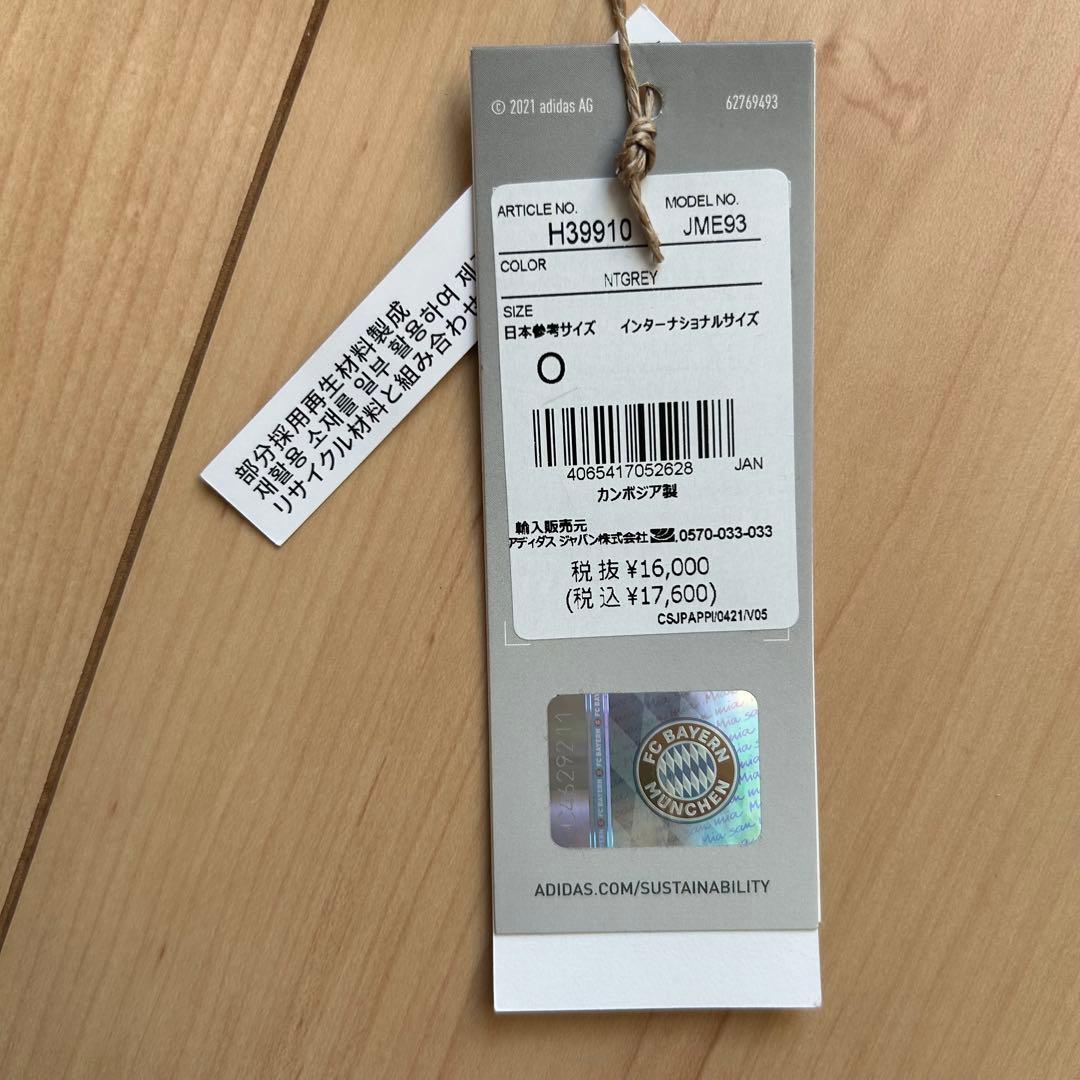 © 2021 adidas AG
62769493
ARTICLE NO.
MODEL NO.
H39910
JME93
COLOR
NTGREY
SIZE
日本参考サイズ インターナショナルサイズ
O
4065417052628
JAN
カンボジア製
輸入販売元
アディダス ジャパン株式会社 0570-033-033
税抜 ¥16,000
(税込 ¥17,600)
CSJPAPPI/0421/V05
部分採用再生材料製成
재활용 소재를 일부 활용하여
リサイクル材料と組み合わせ
FC BAYERN
MÜNCHEN
FC BAYERN
Mia san mia
ADIDAS.COM/SUSTAINABILITY